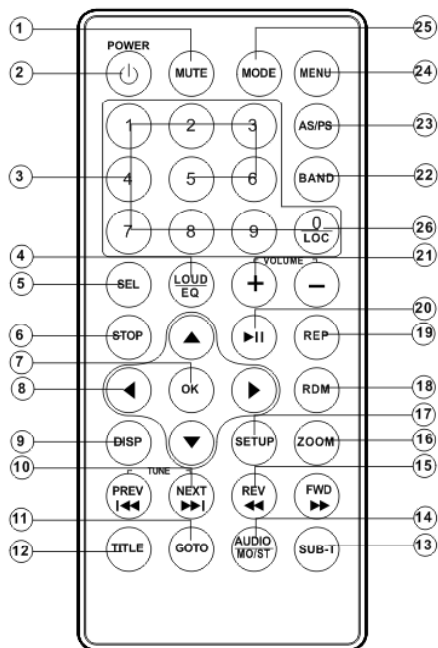 1
25
POWER
2
MUTE
MODE
MENU
24
1
2
3
AS/PS
23
3
4
5
6
BAND
22
7
8
9
0
LOC
26
4
VOLUME
21
5
SEL
LOUD
EQ
+
−
20
6
STOP
REP
19
7
8
OK
RDM
18
17
9
DISP
SETUP
ZOOM
16
10
TUNE
15
PREV
NEXT
REV
FWD
11
14
12
TITLE
GOTO
AUDIO
MO/ST
SUB-T
13